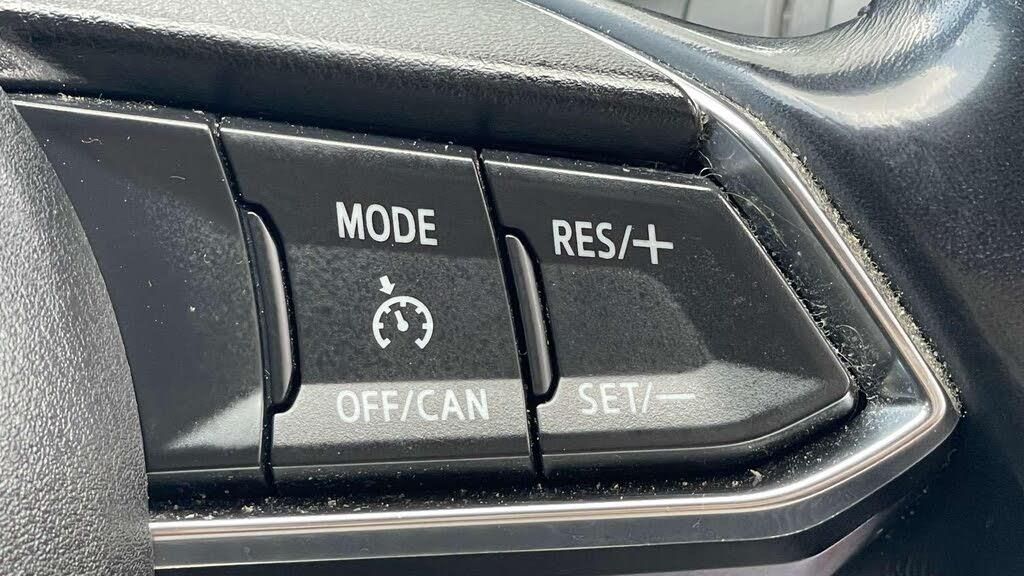 MODE
OFF/CAN
RES/+
SET/—